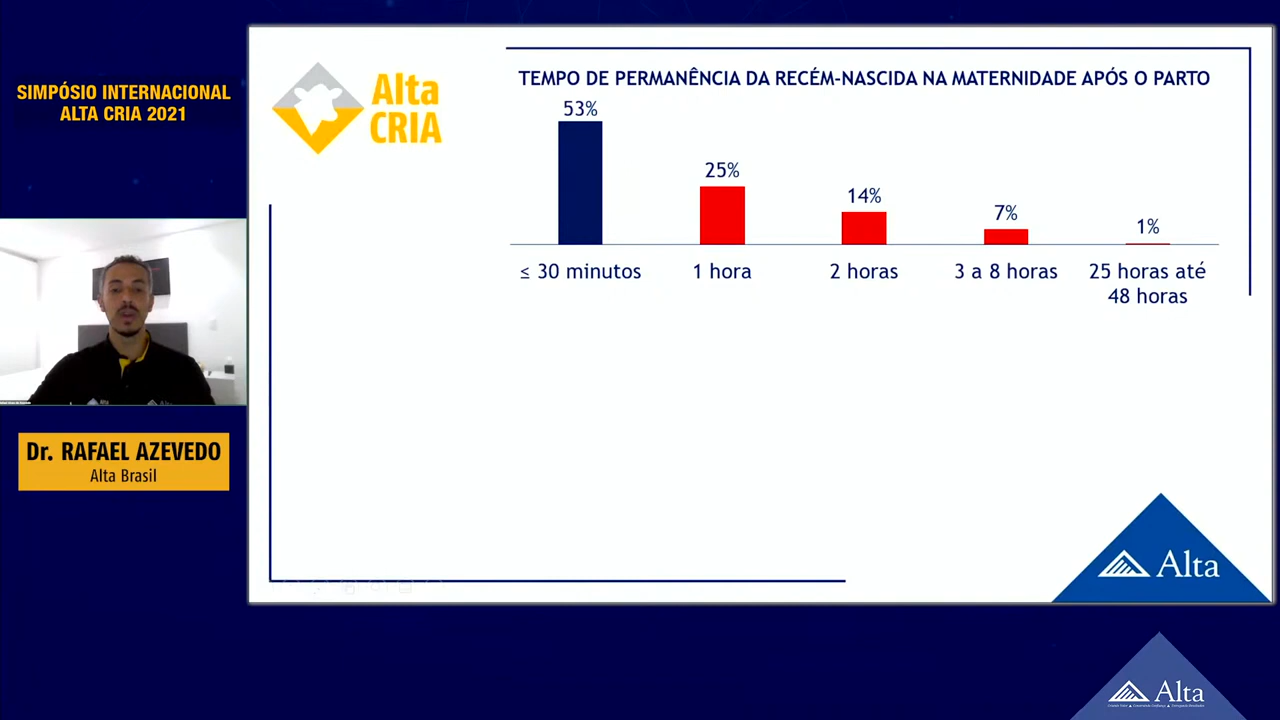 SIMPÓSIO INTERNACIONAL
ALTA CRIA 2021
Alta
CRIA
TEMPO DE PERMANÊNCIA DA RECÉM-NASCIDA NA MATERNIDADE APÓS O PARTO
53%
25%
14%
7%
1%
≤ 30 minutos
1 hora
2 horas
3 a 8 horas
25 horas até
48 horas
Dr. RAFAEL AZEVEDO
Alta Brasil
Alta
Alta